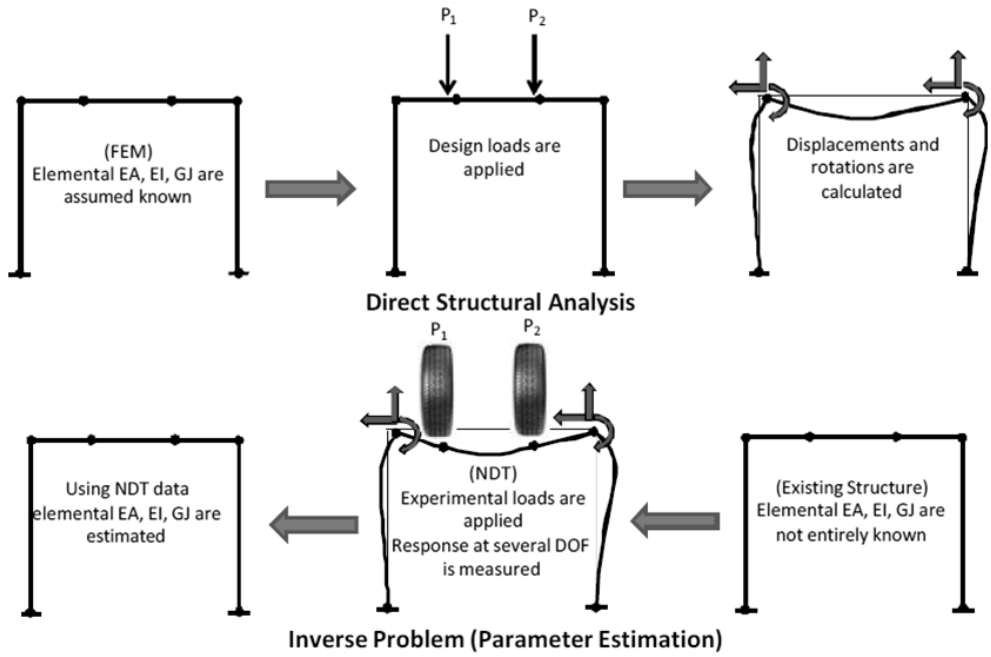 P₁
P₂
(FEM)
Elemental EA, EI, GJ are
assumed known
Design loads are
applied
Displacements and
rotations are
calculated
Direct Structural Analysis
P₁
P₂
Using NDT data
elemental EA, EI, GJ are
estimated
(NDT)
Experimental loads are
applied
Response at several DOF
is measured
(Existing Structure)
Elemental EA, EI, GJ are
not entirely known
Inverse Problem (Parameter Estimation)